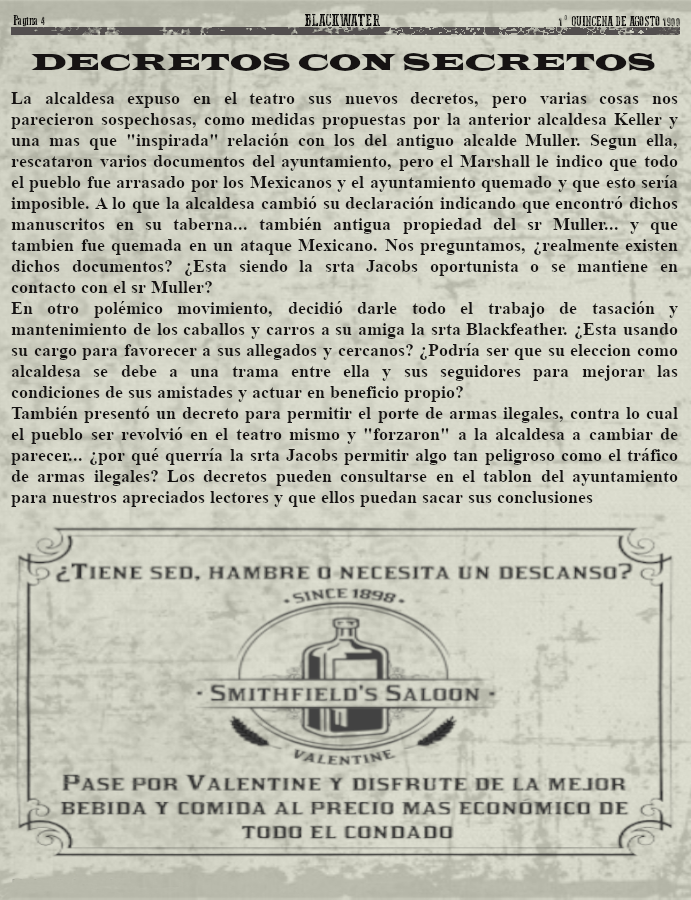 Pagina 4
BLACKWATER
1ª QUINCENA DE AGOSTO 1900
DECRETOS CON SECRETOS
La alcaldesa expuso en el teatro sus nuevos decretos, pero varias cosas nos
parecieron sospechosas, como medidas propuestas por la anterior alcaldesa Keller y
una mas que "inspirada" relación con los del antiguo alcalde Muller. Segun ella,
rescataron varios documentos del ayuntamiento, pero el Marshall le indico que todo
el pueblo fue arrasado por los Mexicanos y el ayuntamiento quemado y que esto sería
imposible. A lo que la alcaldesa cambió su declaración indicando que encontró dichos
manuscritos en su taberna... también antigua propiedad del sr Muller... y que
tambien fue quemada en un ataque Mexicano. Nos preguntamos, ¿realmente existen
dichos documentos? ¿Esta siendo la srta Jacobs oportunista o se mantiene en
contacto con el sr Muller?
En otro polémico movimiento, decidió darle todo el trabajo de tasación y
mantenimiento de los caballos y carros a su amiga la srta Blackfeather. ¿Esta usando
su cargo para favorecer a sus allegados y cercanos? ¿Podría ser que su eleccion como
alcaldesa se debe a una trama entre ella y sus seguidores para mejorar las
condiciones de sus amistades y actuar en beneficio propio?
También presentó un decreto para permitir el porte de armas ilegales, contra lo cual
el pueblo ser revolvió en el teatro mismo y "forzaron" a la alcaldesa a cambiar de
parecer... ¿por qué querría la srta Jacobs permitir algo tan peligroso como el tráfico
de armas ilegales? Los decretos pueden consultarse en el tablon del ayuntamiento
para nuestros apreciados lectores y que ellos puedan sacar sus conclusiones
¿TIENE SED, HAMBRE O NECESITA UN DESCANSO?
· SINCE 1898 ·
· SMITHFIELD'S SALOON ·
VALENTINE
PASE POR VALENTINE Y DISFRUTE DE LA MEJOR
BEBIDA Y COMIDA AL PRECIO MAS ECONÓMICO DE
TODO EL CONDADO